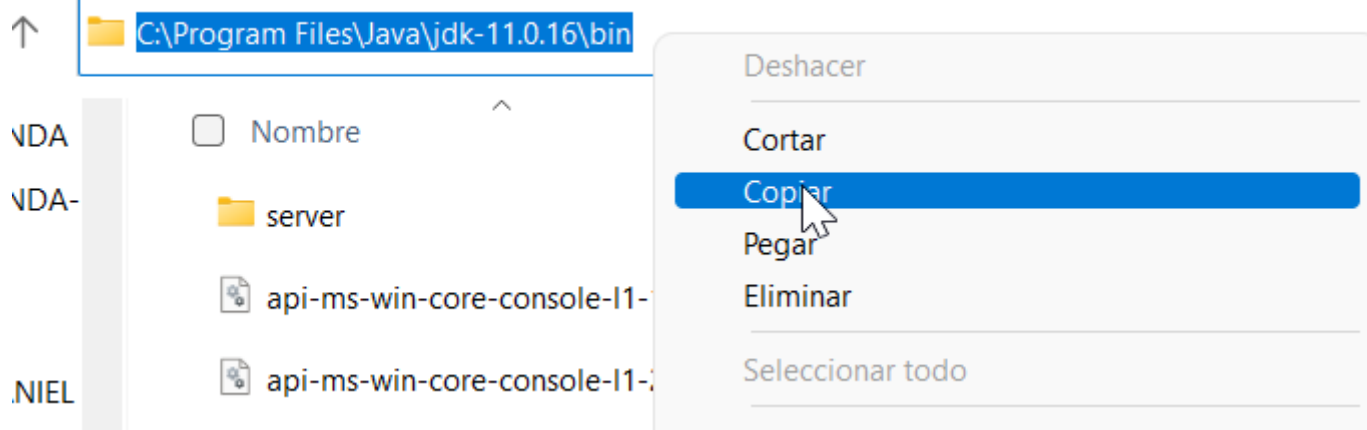 C:\Program Files\Java\jdk-11.0.16\bin
Deshacer
NDA
Nombre
Cortar
NDA-
server
Copiar
Pegar
api-ms-win-core-console-l1-
Eliminar
NIEL
api-ms-win-core-console-l1-2
Seleccionar todo